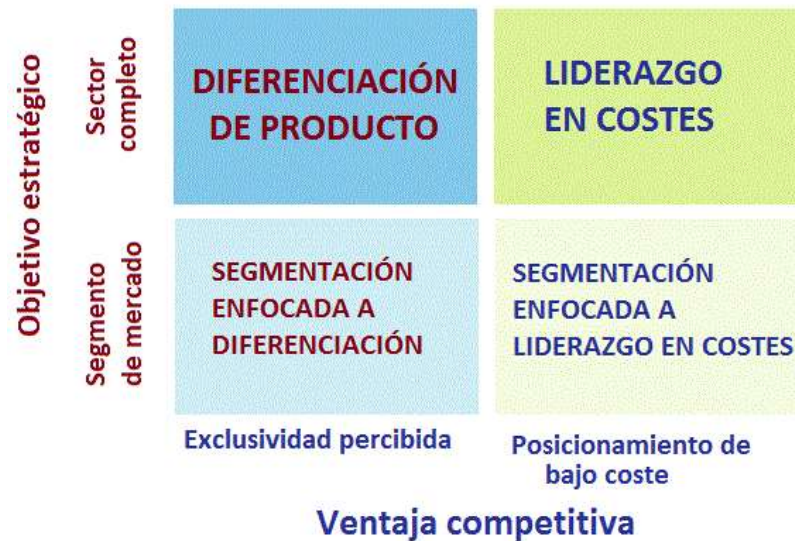 Objetivo estratégico
Sector
completo
DIFERENCIACIÓN
DE PRODUCTO
LIDERAZGO
EN COSTES
Segmento
de mercado
SEGMENTACIÓN
ENFOCADA A
DIFERENCIACIÓN
SEGMENTACIÓN
ENFOCADA A
LIDERAZGO EN COSTES
Exclusividad percibida
Posicionamiento de
bajo coste
Ventaja competitiva